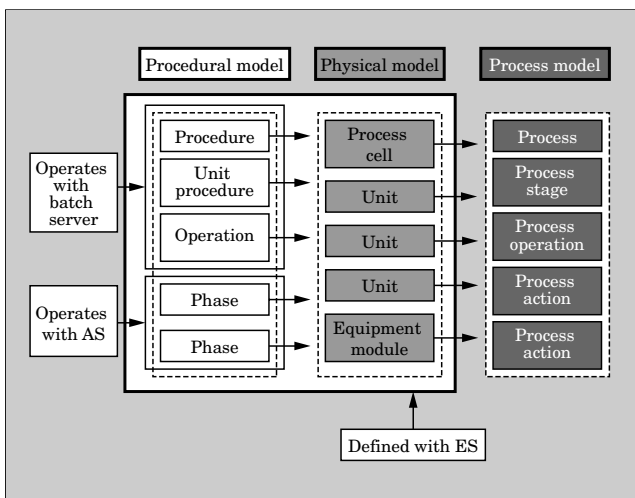 Procedural model
Physical model
Process model
Operates
with
batch
server
Operates
with AS
Procedure
Unit
procedure
Operation
Phase
Phase
Process
cell
Unit
Unit
Unit
Equipment
module
Process
Process
stage
Process
operation
Process
action
Process
action
Defined with ES